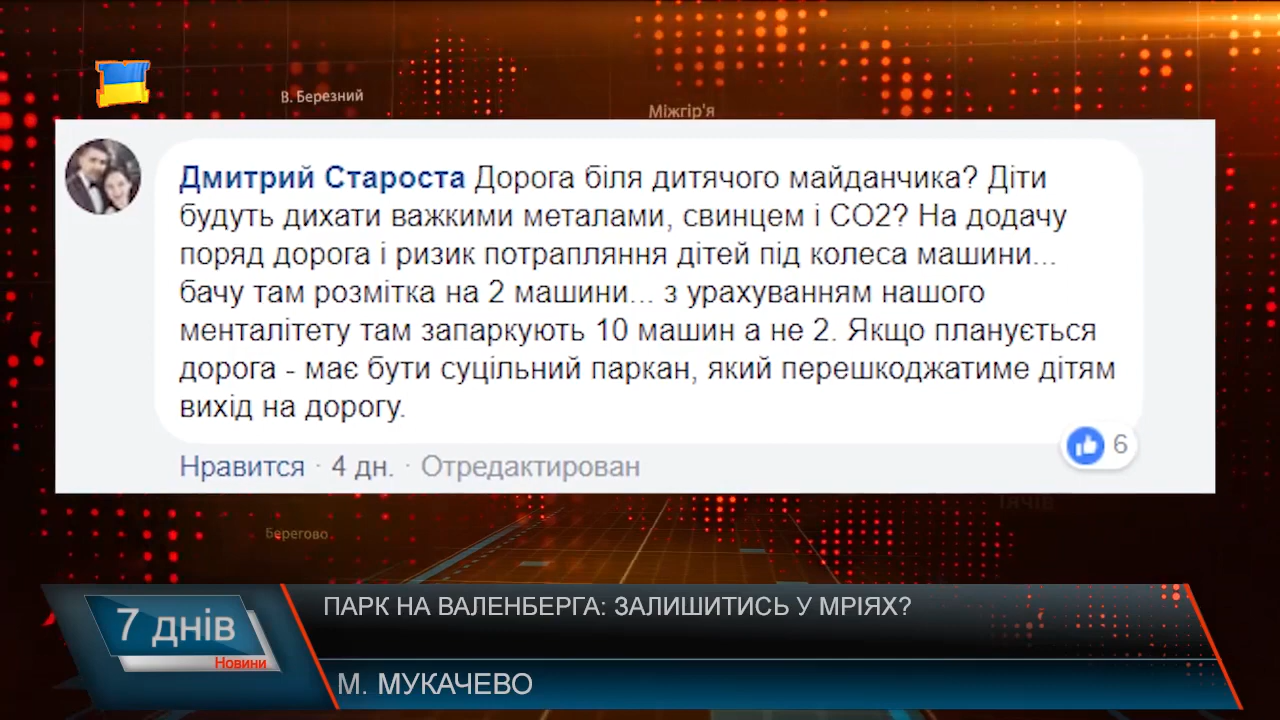 В. Березний
Міжгір'я
Дмитрий Староста Дорога біля дитячого майданчика? Діти
будуть дихати важкими металами, свинцем і СО2? На додачу
поряд дорога і ризик потрапляння дітей під колеса машини...
бачу там розмітка на 2 машини... з урахуванням нашого
менталітету там запаркують 10 машин а не 2. Якщо планується
дорога - має бути суцільний паркан, який перешкоджатиме дітям
вихід на дорогу.
6
Нравится · 4 дн. · Отредактирован
Тячів
Берегово
ПАРК НА ВАЛЕНБЕРГА: ЗАЛИШИТИСЬ У МРІЯХ?
7 днів
Новини
М. МУКАЧЕВО